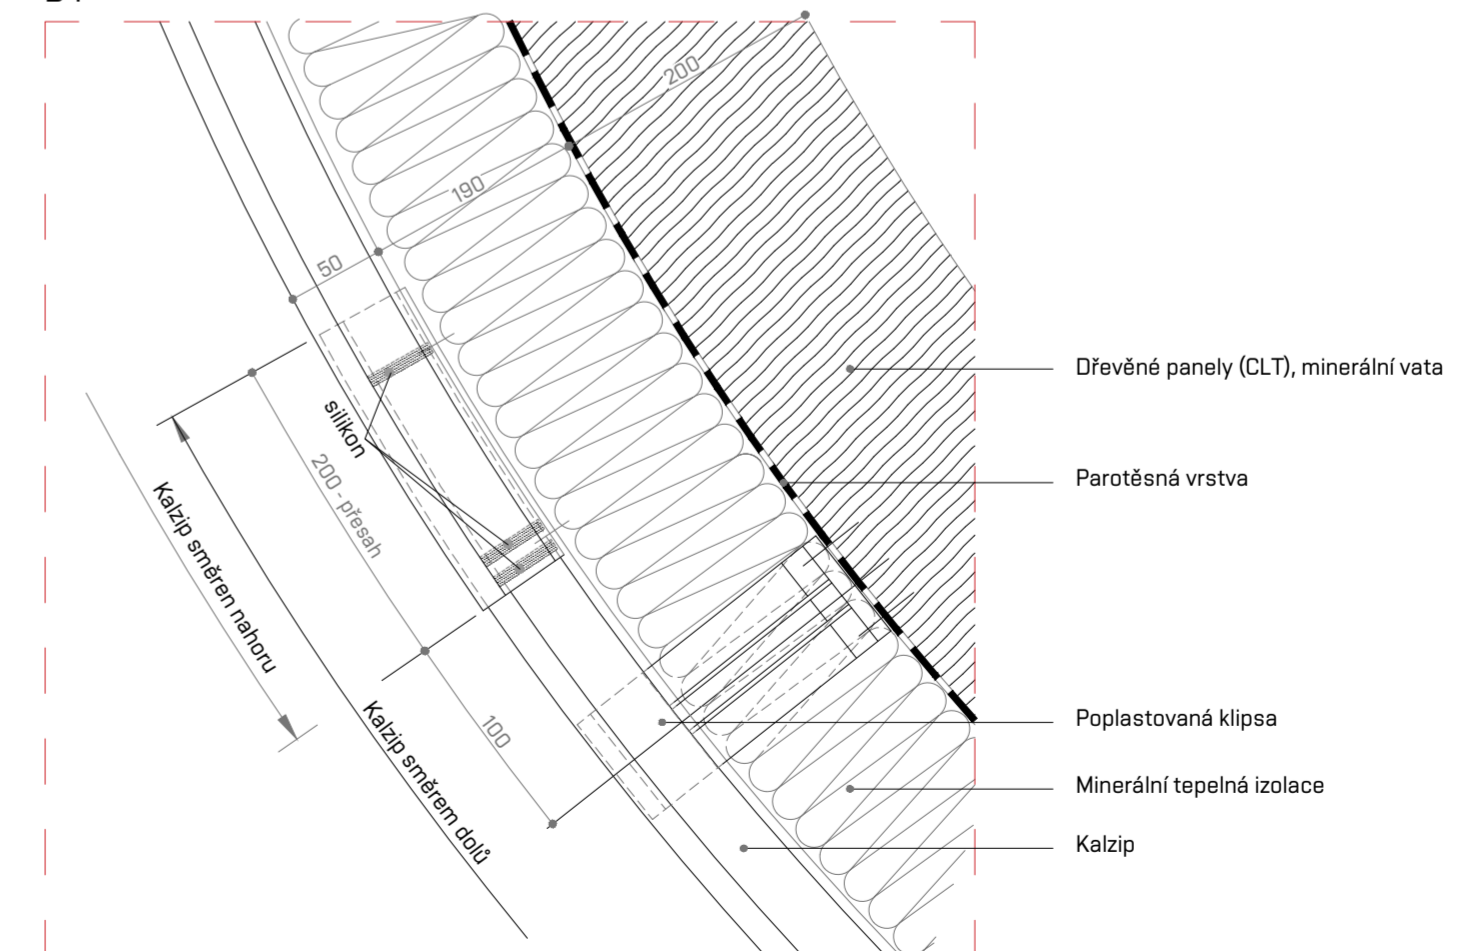 200
190
50
Dřevěné panely (CLT), minerální vata
silikon
200 - přesah
Parotěsná vrstva
Kalzip směřen nahoru
Kalzip směrem dolů
100
Poplastovaná klipsa
Minerální tepelná izolace
Kalzip